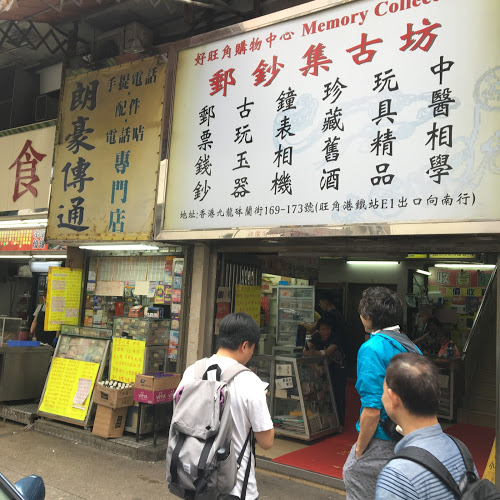 好旺角購物中心 Memory Collec
郵鈔集古坊
郵票錢鈔
古玩玉器
鐘表相機
珍藏舊酒
玩具精品
中醫相學
地址:香港九龍砵蘭街169-173號(旺角港鐵站E1出口向南行)
朗豪傳通
手提電話
配件
電話咭
專門店
食